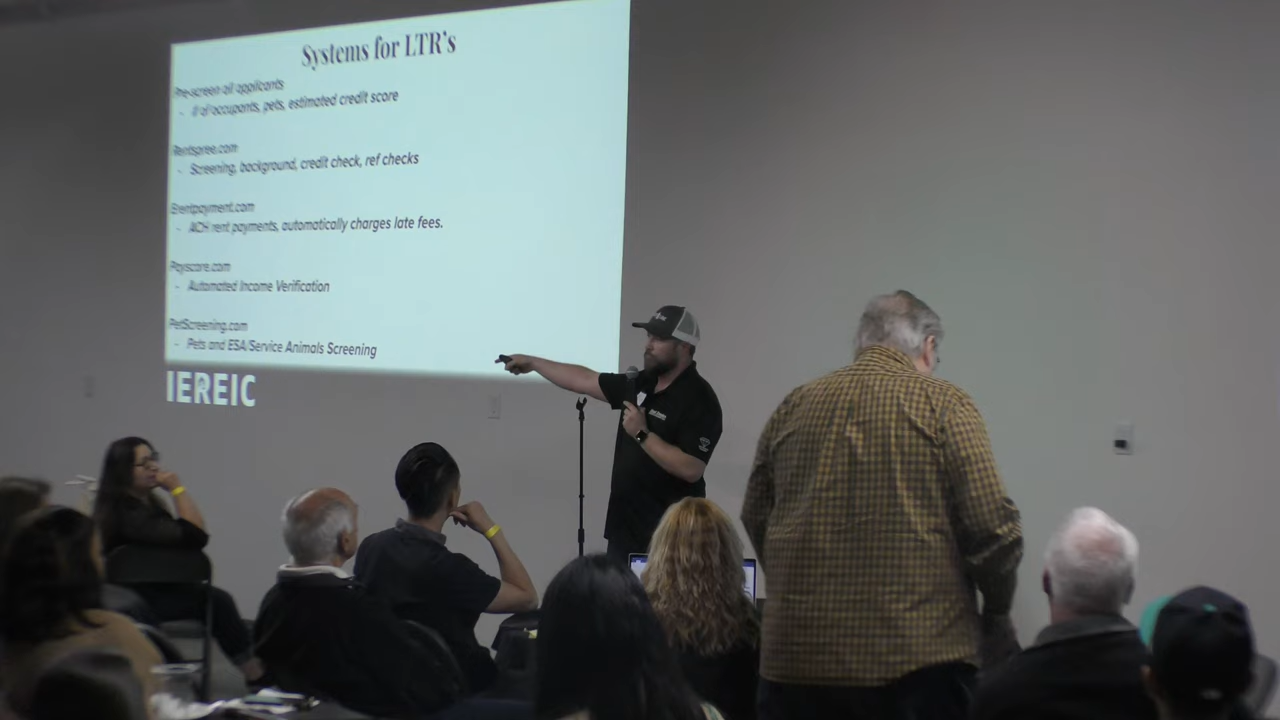 Systems for LTR's
Pre-screen all applicants
- # of occupants, pets, estimated credit score
Rentspree.com
- Screening, background, credit check, ref checks
Erentpayment.com
- ACH rent payments, automatically charges late fees.
Payscore.com
- Automated Income Verification
PetScreening.com
- Pets and ESA/Service Animals Screening
IEREIC